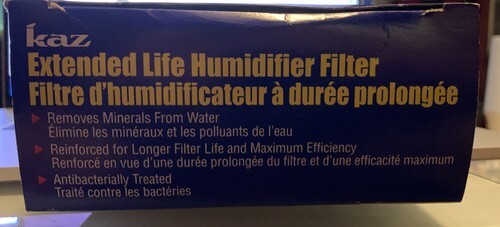 kaz
Extended Life Humidifier Filter
Filtre d'humidificateur à durée prolongée
Removes Minerals From Water
Élimine les minéraux et les polluants de l'eau
Reinforced for Longer Filter Life and Maximum Efficiency
Renforcé en vue d'une durée prolongée du filtre et d'une efficacité maximum
Antibacterially Treated
Traité contre les bactéries